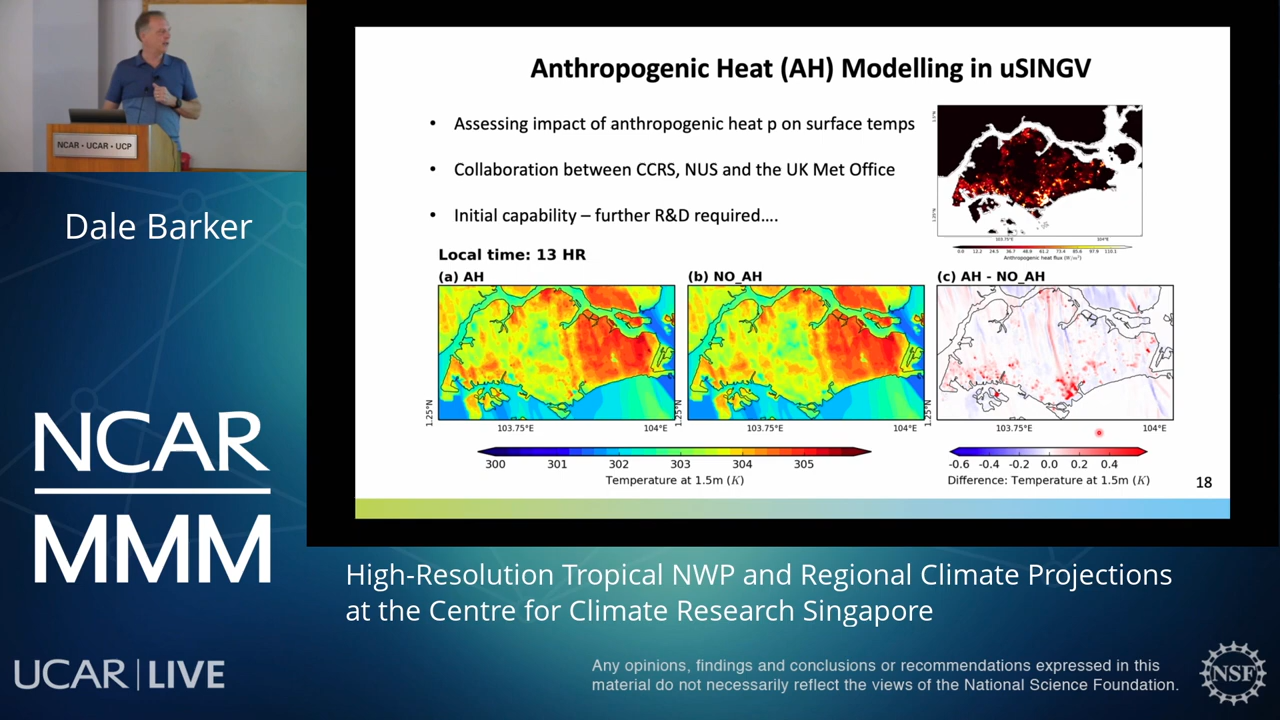 NCAR • UCAR • UCP
Dale Barker
NCAR
MMM
UCAR | LIVE
Anthropogenic Heat (AH) Modelling in uSINGV
• Assessing impact of anthropogenic heat p on surface temps
• Collaboration between CCRS, NUS and the UK Met Office
• Initial capability – further R&D required....
103.75°E 104°E
Anthropogenic heat flux (W/m²)
Local time: 13 HR
(a) AH (b) NO_AH (c) AH - NO_AH
1.25°N 1.25°N 1.25°N
103.75°E 104°E 103.75°E 104°E 103.75°E 104°E
300 301 302 303 304 305 -0.6 -0.4 -0.2 0.0 0.2 0.4
Temperature at 1.5m (K) Difference: Temperature at 1.5m (K)
18
High-Resolution Tropical NWP and Regional Climate Projections
at the Centre for Climate Research Singapore
Any opinions, findings and conclusions or recommendations expressed in this
material do not necessarily reflect the views of the National Science Foundation.
NSF